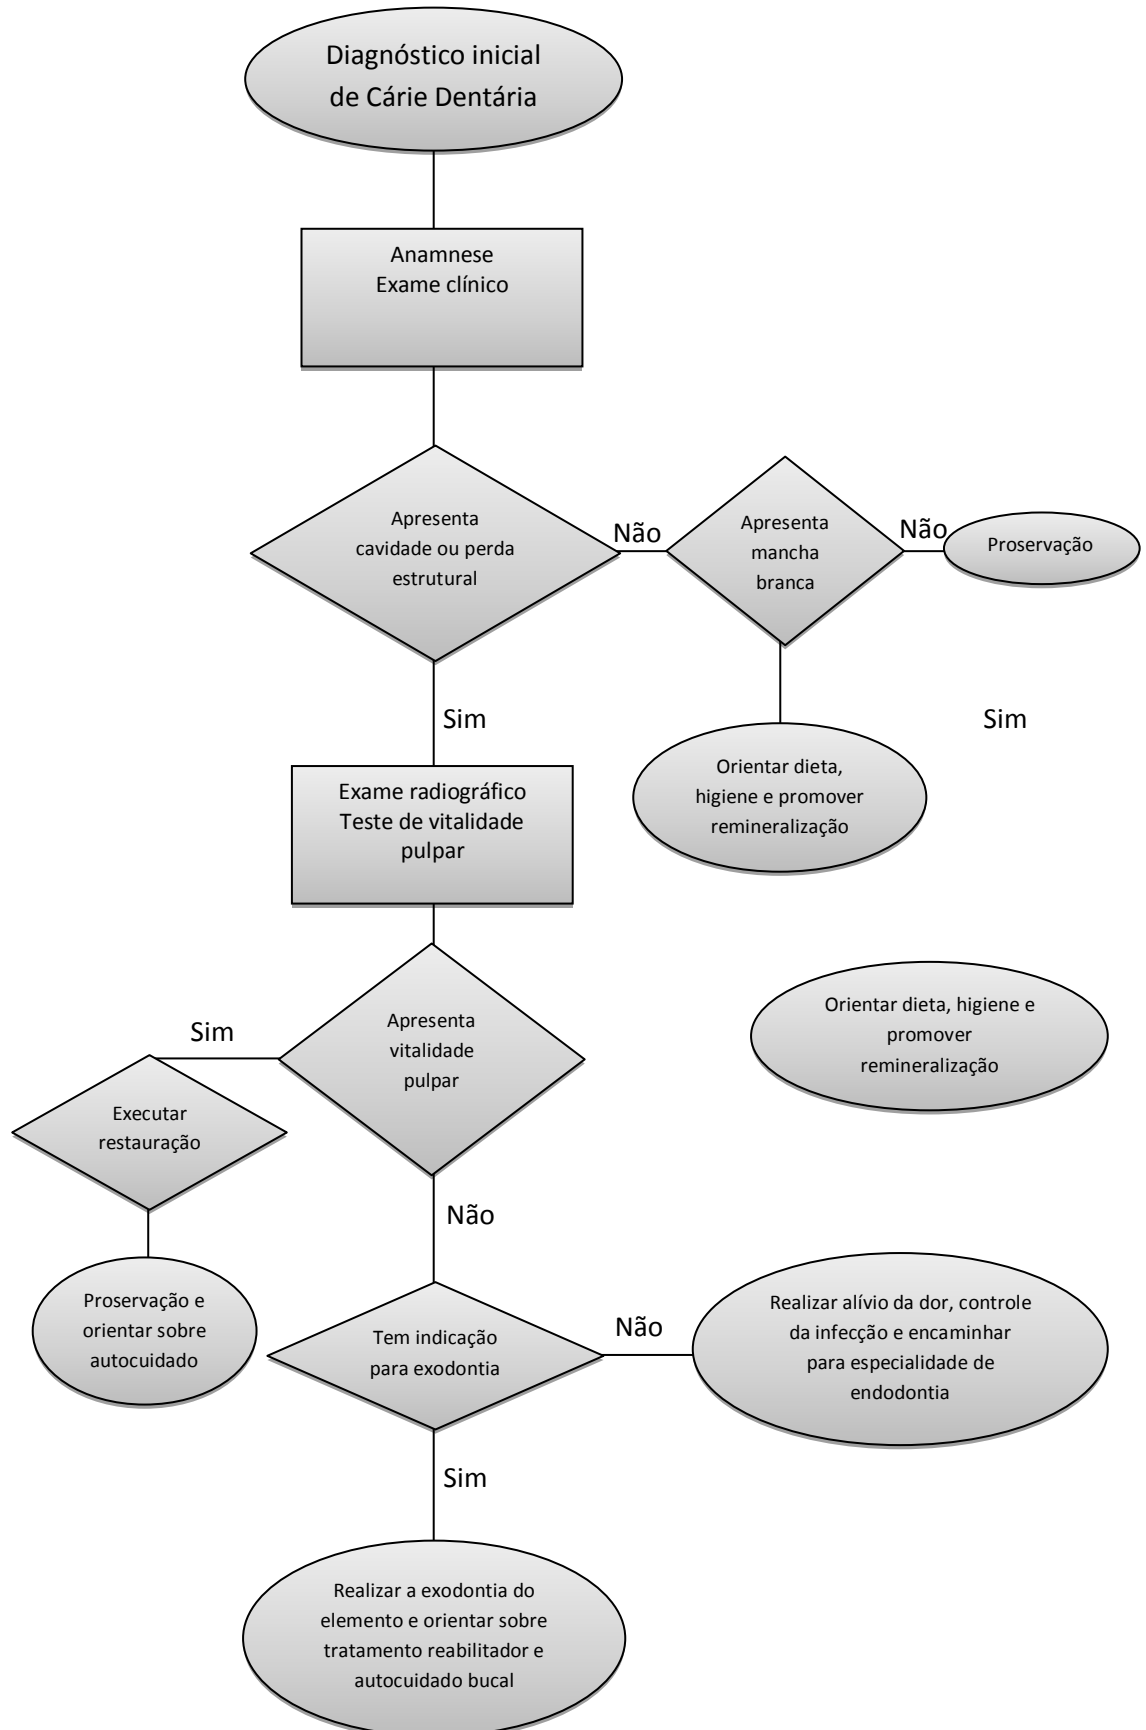 Diagnóstico inicial
de Cárie Dentária
Anamnese
Exame clínico
Apresenta
cavidade ou perda
estrutural
Não
Apresenta
mancha
branca
Não
Proservação
Sim
Sim
Orientar dieta,
higiene e promover
remineralização
Exame radiográfico
Teste de vitalidade
pulpar
Apresenta
vitalidade
pulpar
Sim
Orientar dieta, higiene e
promover
remineralização
Executar
restauração
Não
Proservação e
orientar sobre
autocuidado
Tem indicação
para exodontia
Não
Realizar alívio da dor, controle
da infecção e encaminhar
para especialidade de
endodontia
Sim
Realizar a exodontia do
elemento e orientar sobre
tratamento reabilitador e
autocuidado bucal